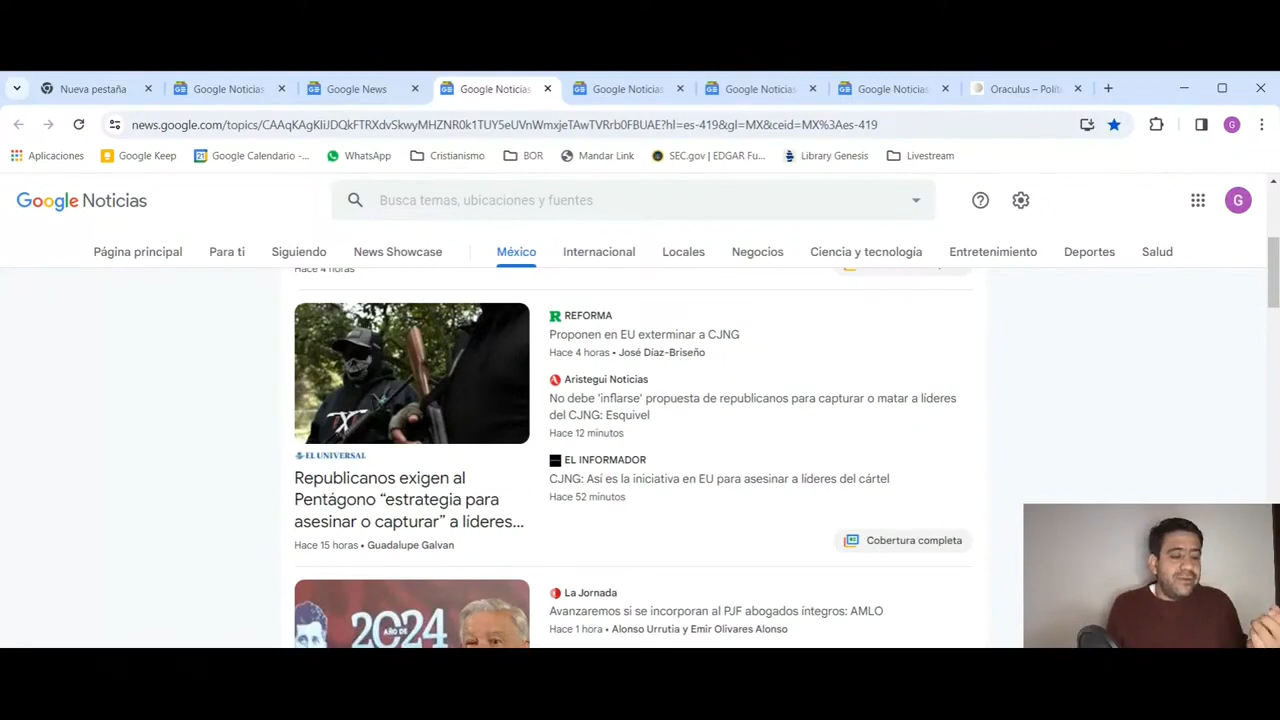 Nueva pestaña
Google Noticias
Google News
Google Noticias
Google Noticias
Google Noticias
Google Noticias
Oraculus – Polít
news.google.com/topics/CAAqKAgKIiJDQkFTRXdvSkwyMHZNR0k1TUY5eUVnWmxjeTAwTVRrb0FBUAE?hl=es-419&gl=MX&ceid=MX%3Aes-419
G
Aplicaciones
Google Keep
Google Calendario -...
WhatsApp
Cristianismo
BOR
Mandar Link
SEC.gov | EDGAR Fu...
Library Genesis
Livestream
Google Noticias
Busca temas, ubicaciones y fuentes
G
Página principal
Para ti
Siguiendo
News Showcase
México
Internacional
Locales
Negocios
Ciencia y tecnología
Entretenimiento
Deportes
Salud
Hace 4 horas
REFORMA
Proponen en EU exterminar a CJNG
Hace 4 horas • José Díaz-Briseño
Aristegui Noticias
No debe 'inflarse' propuesta de republicanos para capturar o matar a líderes
del CJNG: Esquivel
Hace 12 minutos
EL INFORMADOR
CJNG: Así es la iniciativa en EU para asesinar a líderes del cártel
Hace 52 minutos
EL UNIVERSAL
Republicanos exigen al
Pentágono “estrategia para
asesinar o capturar” a líderes...
Hace 15 horas • Guadalupe Galvan
Cobertura completa
2024
AÑO DE
La Jornada
Avanzaremos si se incorporan al PJF abogados íntegros: AMLO
Hace 1 hora • Alonso Urrutia y Emir Olivares Alonso